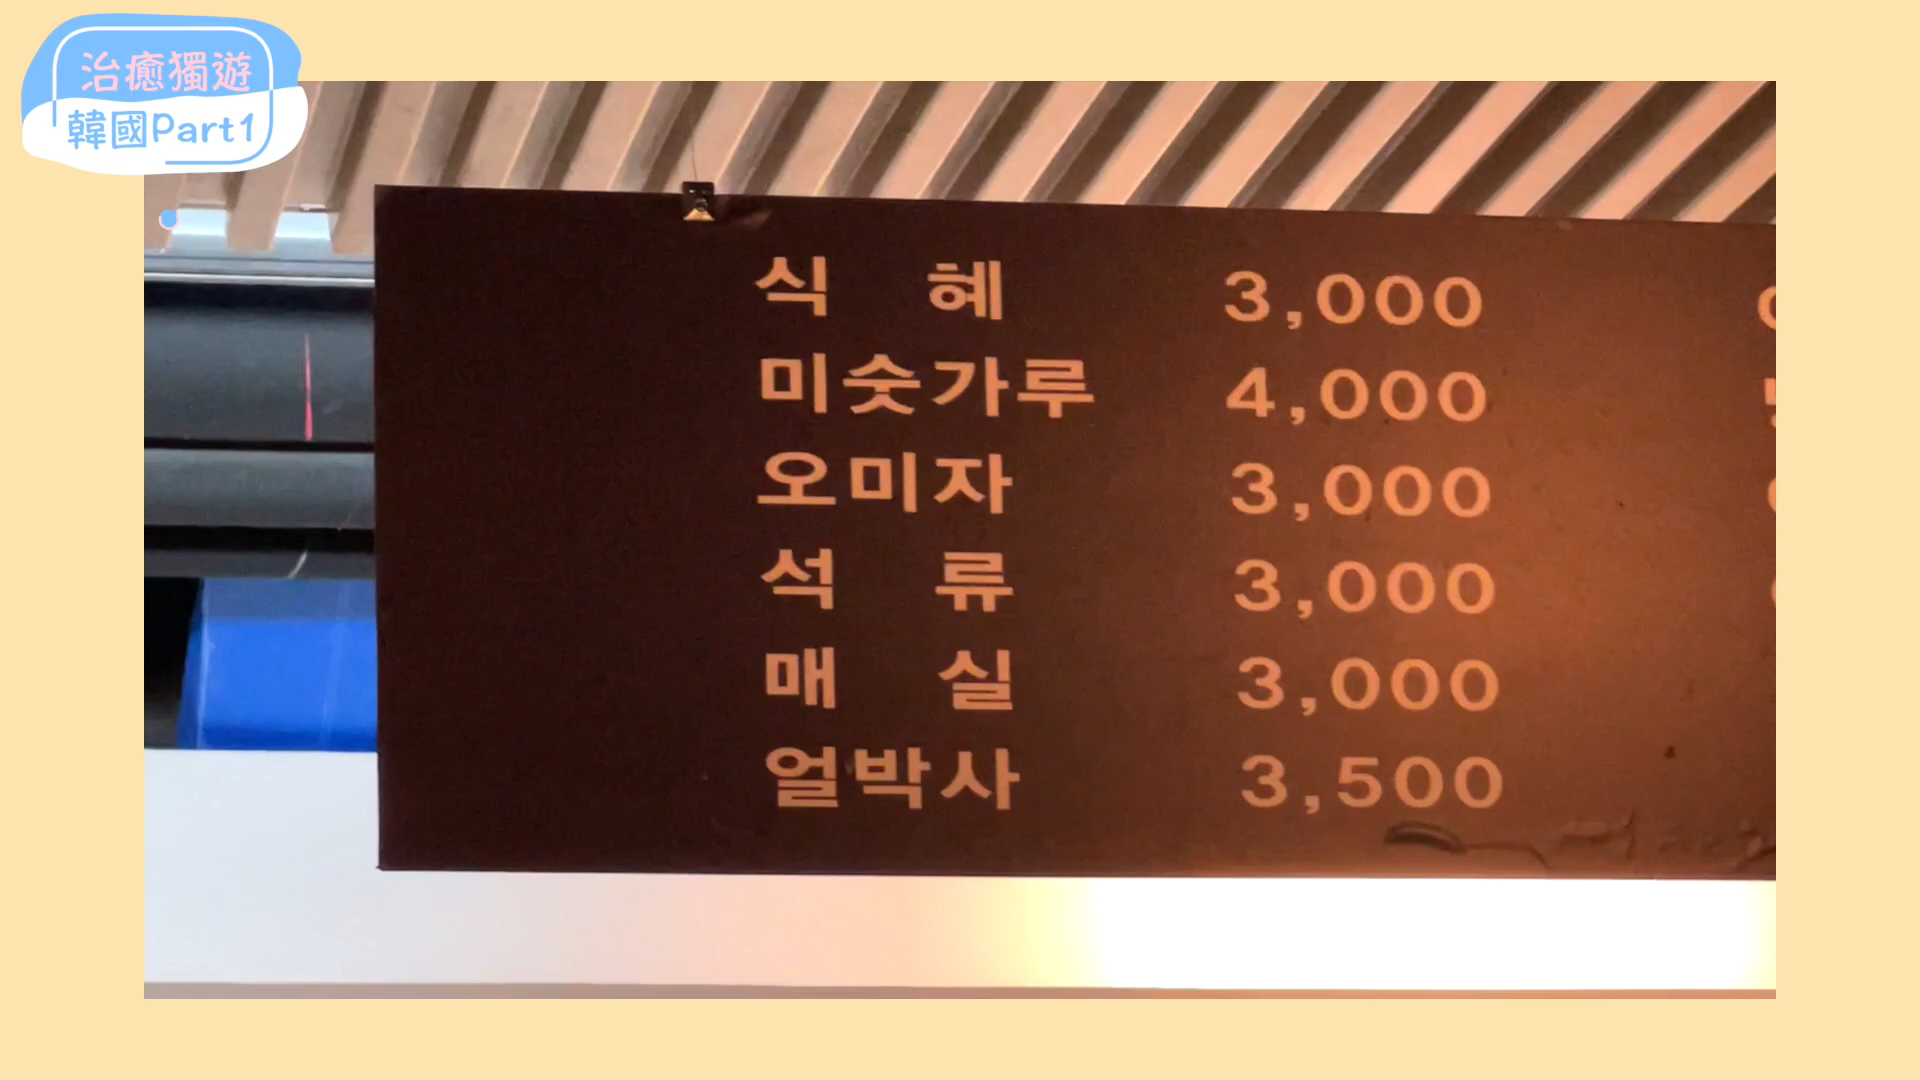 治癒獨遊
韓國Part1
식 혜 3,000
미숫가루 4,000
오미자 3,000
석 류 3,000
매 실 3,000
얼박사 3,500